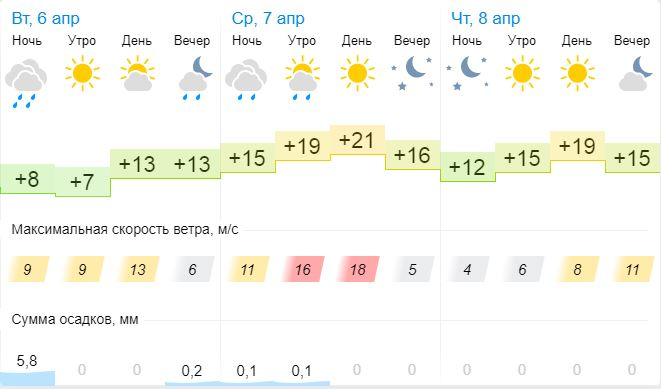 Вт, 6 апр Ср, 7 апр Чт, 8 апр
Ночь Утро День Вечер Ночь Утро День Вечер Ночь Утро День Вечер
+8 +7 +13 +13 +15 +19 +21 +16 +12 +15 +19 +15
Максимальная скорость ветра, м/с
9 9 13 6 11 16 18 5 4 6 8 11
Сумма осадков, мм
5,8 0 0 0,2 0,1 0,1 0 0 0 0 0 0